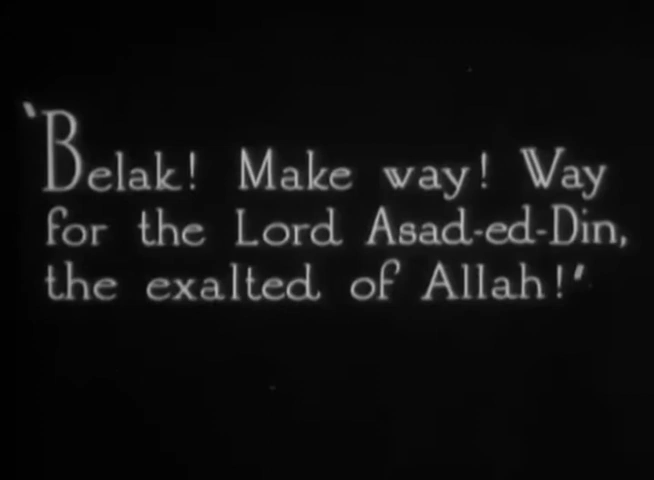 "Belak! Make way! Way
for the Lord Asad-ed-Din,
the exalted of Allah!"